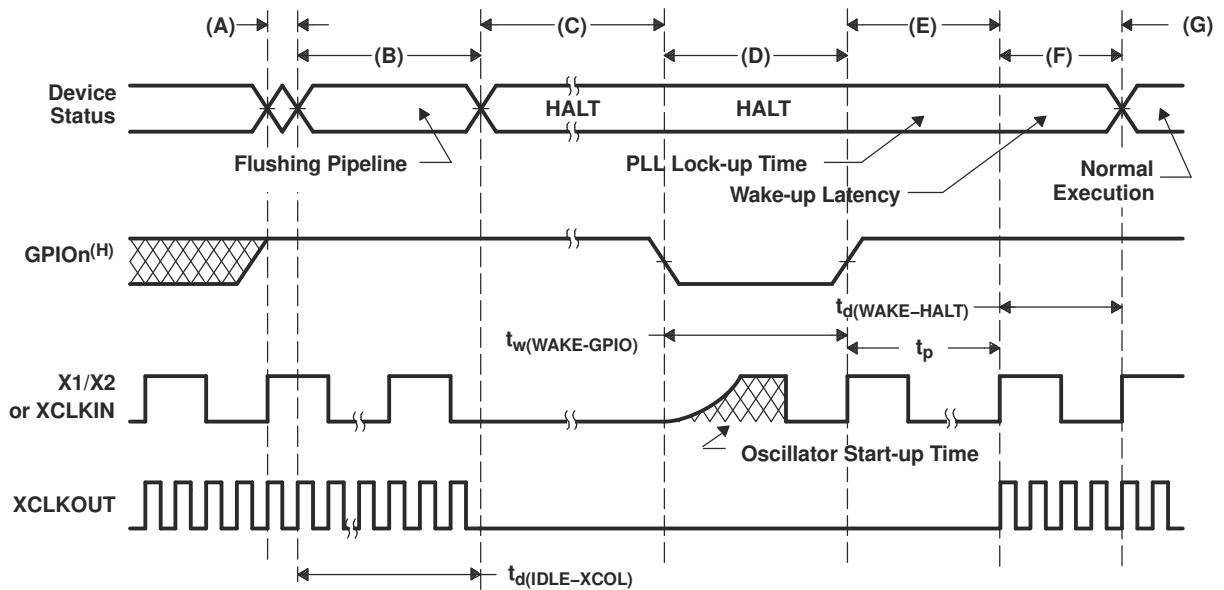 (A)
(B)
(C)
(D)
(E)
(F)
(G)
Device
Status
HALT
HALT
Flushing Pipeline
PLL Lock-up Time
Wake-up Latency
Normal
Execution
GPIOn(H)
td(WAKE−HALT)
tw(WAKE-GPIO)
tp
X1/X2
or XCLKIN
Oscillator Start-up Time
XCLKOUT
td(IDLE−XCOL)